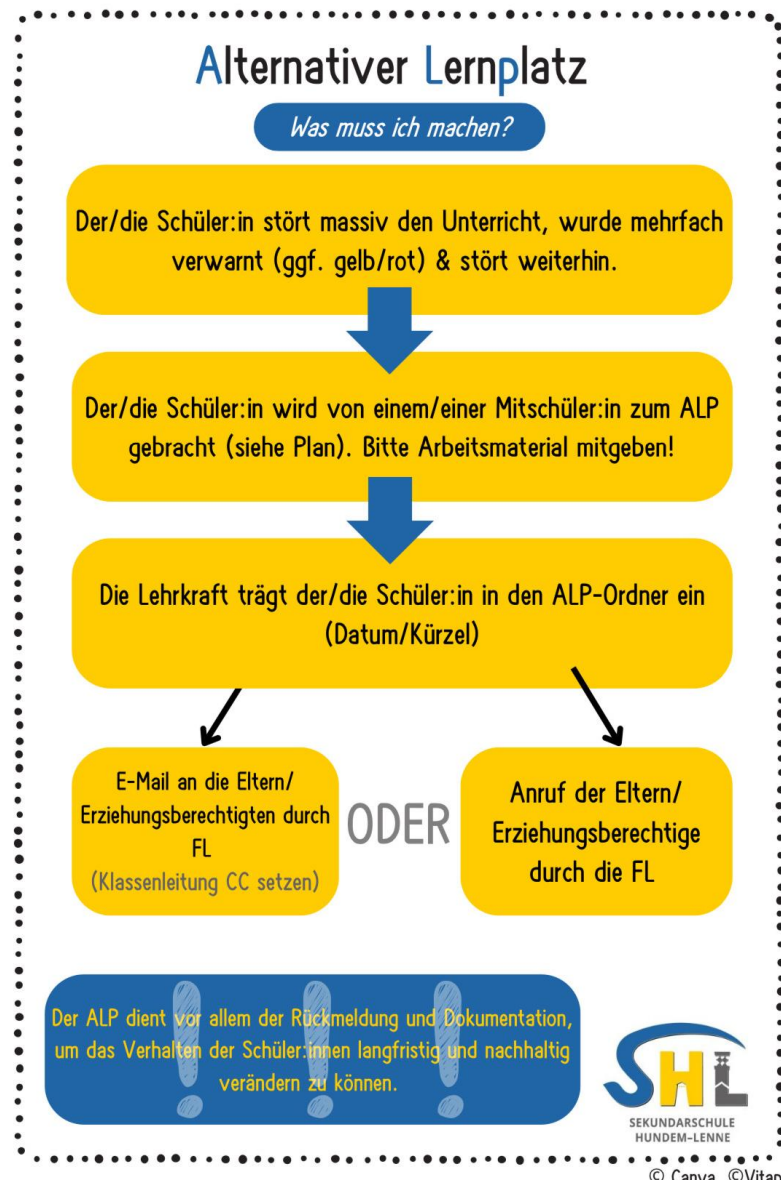 Alternativer Lernplatz
Was muss ich machen?
Der/die Schüler:in stört massiv den Unterricht, wurde mehrfach
verwarnt (ggf. gelb/rot) & stört weiterhin.
Der/die Schüler:in wird von einem/einer Mitschüler:in zum ALP
gebracht (siehe Plan). Bitte Arbeitsmaterial mitgeben!
Die Lehrkraft trägt der/die Schüler:in in den ALP-Ordner ein
(Datum/Kürzel)
E-Mail an die Eltern/
Erziehungsberechtigten durch
FL
(Klassenleitung CC setzen)
ODER
Anruf der Eltern/
Erziehungsberechtige
durch die FL
Der ALP dient vor allem der Rückmeldung und Dokumentation,
um das Verhalten der Schüler:innen langfristig und nachhaltig
verändern zu können.
! ! !
SHL
SEKUNDARSCHULE
HUNDEM-LENNE
© Canva, ©Vitap